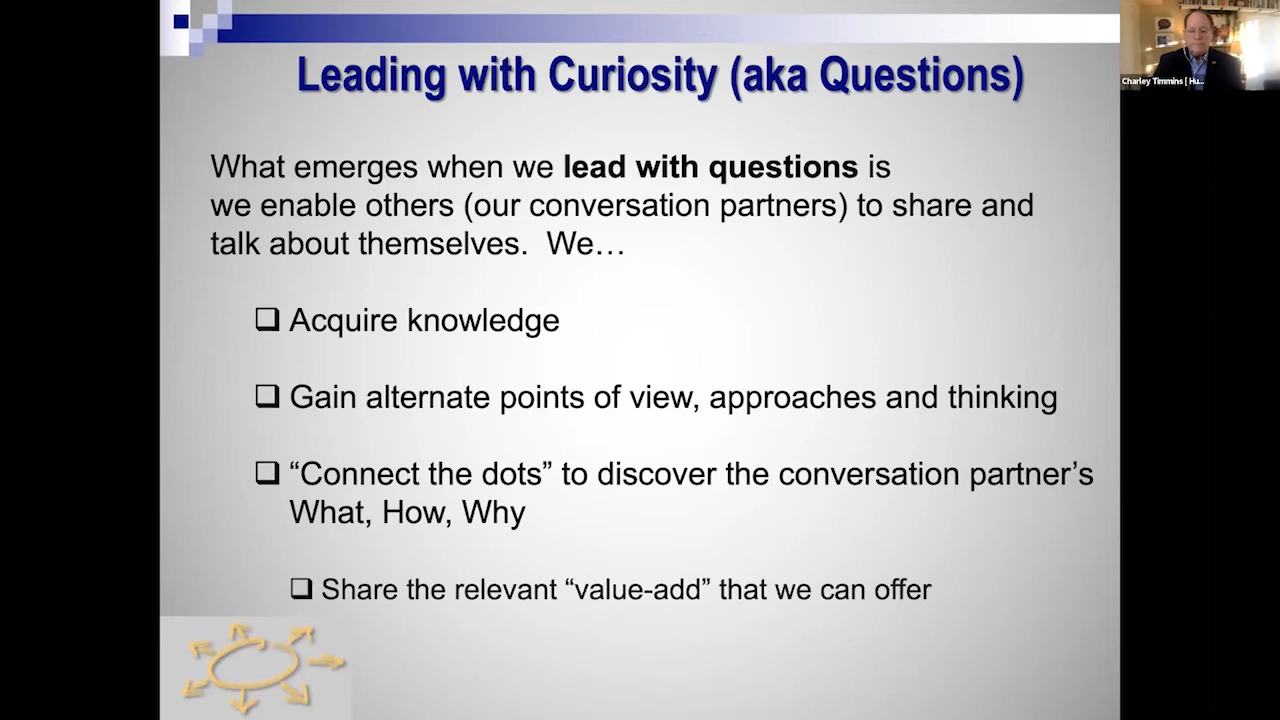 Leading with Curiosity (aka Questions)
What emerges when we lead with questions is
we enable others (our conversation partners) to share and
talk about themselves.  We…
❑ Acquire knowledge
❑ Gain alternate points of view, approaches and thinking
❑ “Connect the dots” to discover the conversation partner’s
What, How, Why
❑ Share the relevant “value-add” that we can offer
Charley Timmins [ Hu...